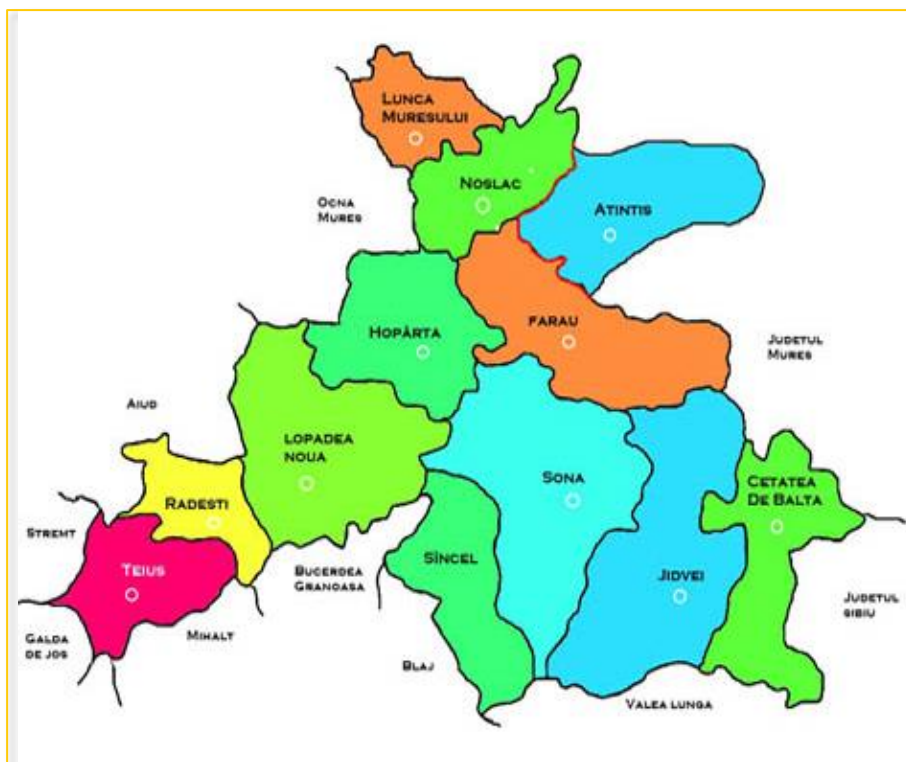 LUNCA
MURESULUI
NOSLAC
OCNA
MURES
ATINTIS
HOPÂRTA
FARAU
JUDETUL
MURES
AIUD
LOPADEA
NOUA
SONA
CETATEA
DE BALTA
RADESTI
STREMT
TEIUS
BUCERDEA
GRANOASA
SÎNCEL
JIDVEI
JUDETUL
SIBIU
GALDA
DE JOS
MIHALT
BLAJ
VALEA LUNGA